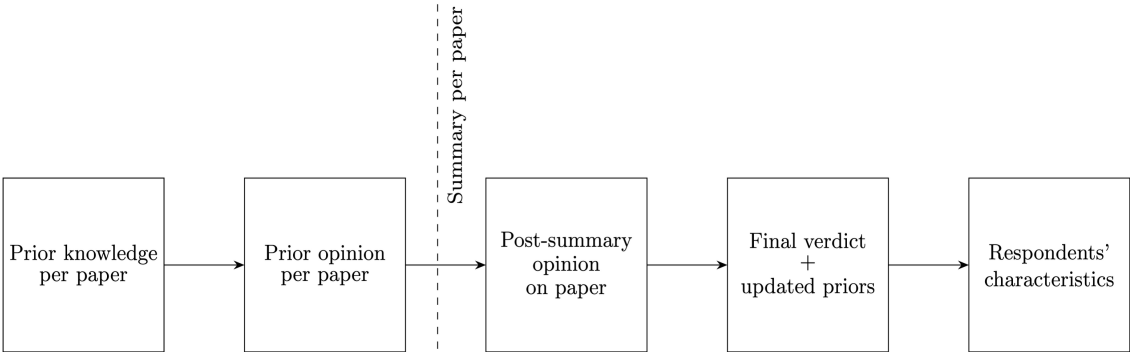 Summary per paper
Prior knowledge
per paper
Prior opinion
per paper
Post-summary
opinion
on paper
Final verdict
+
updated priors
Respondents'
characteristics